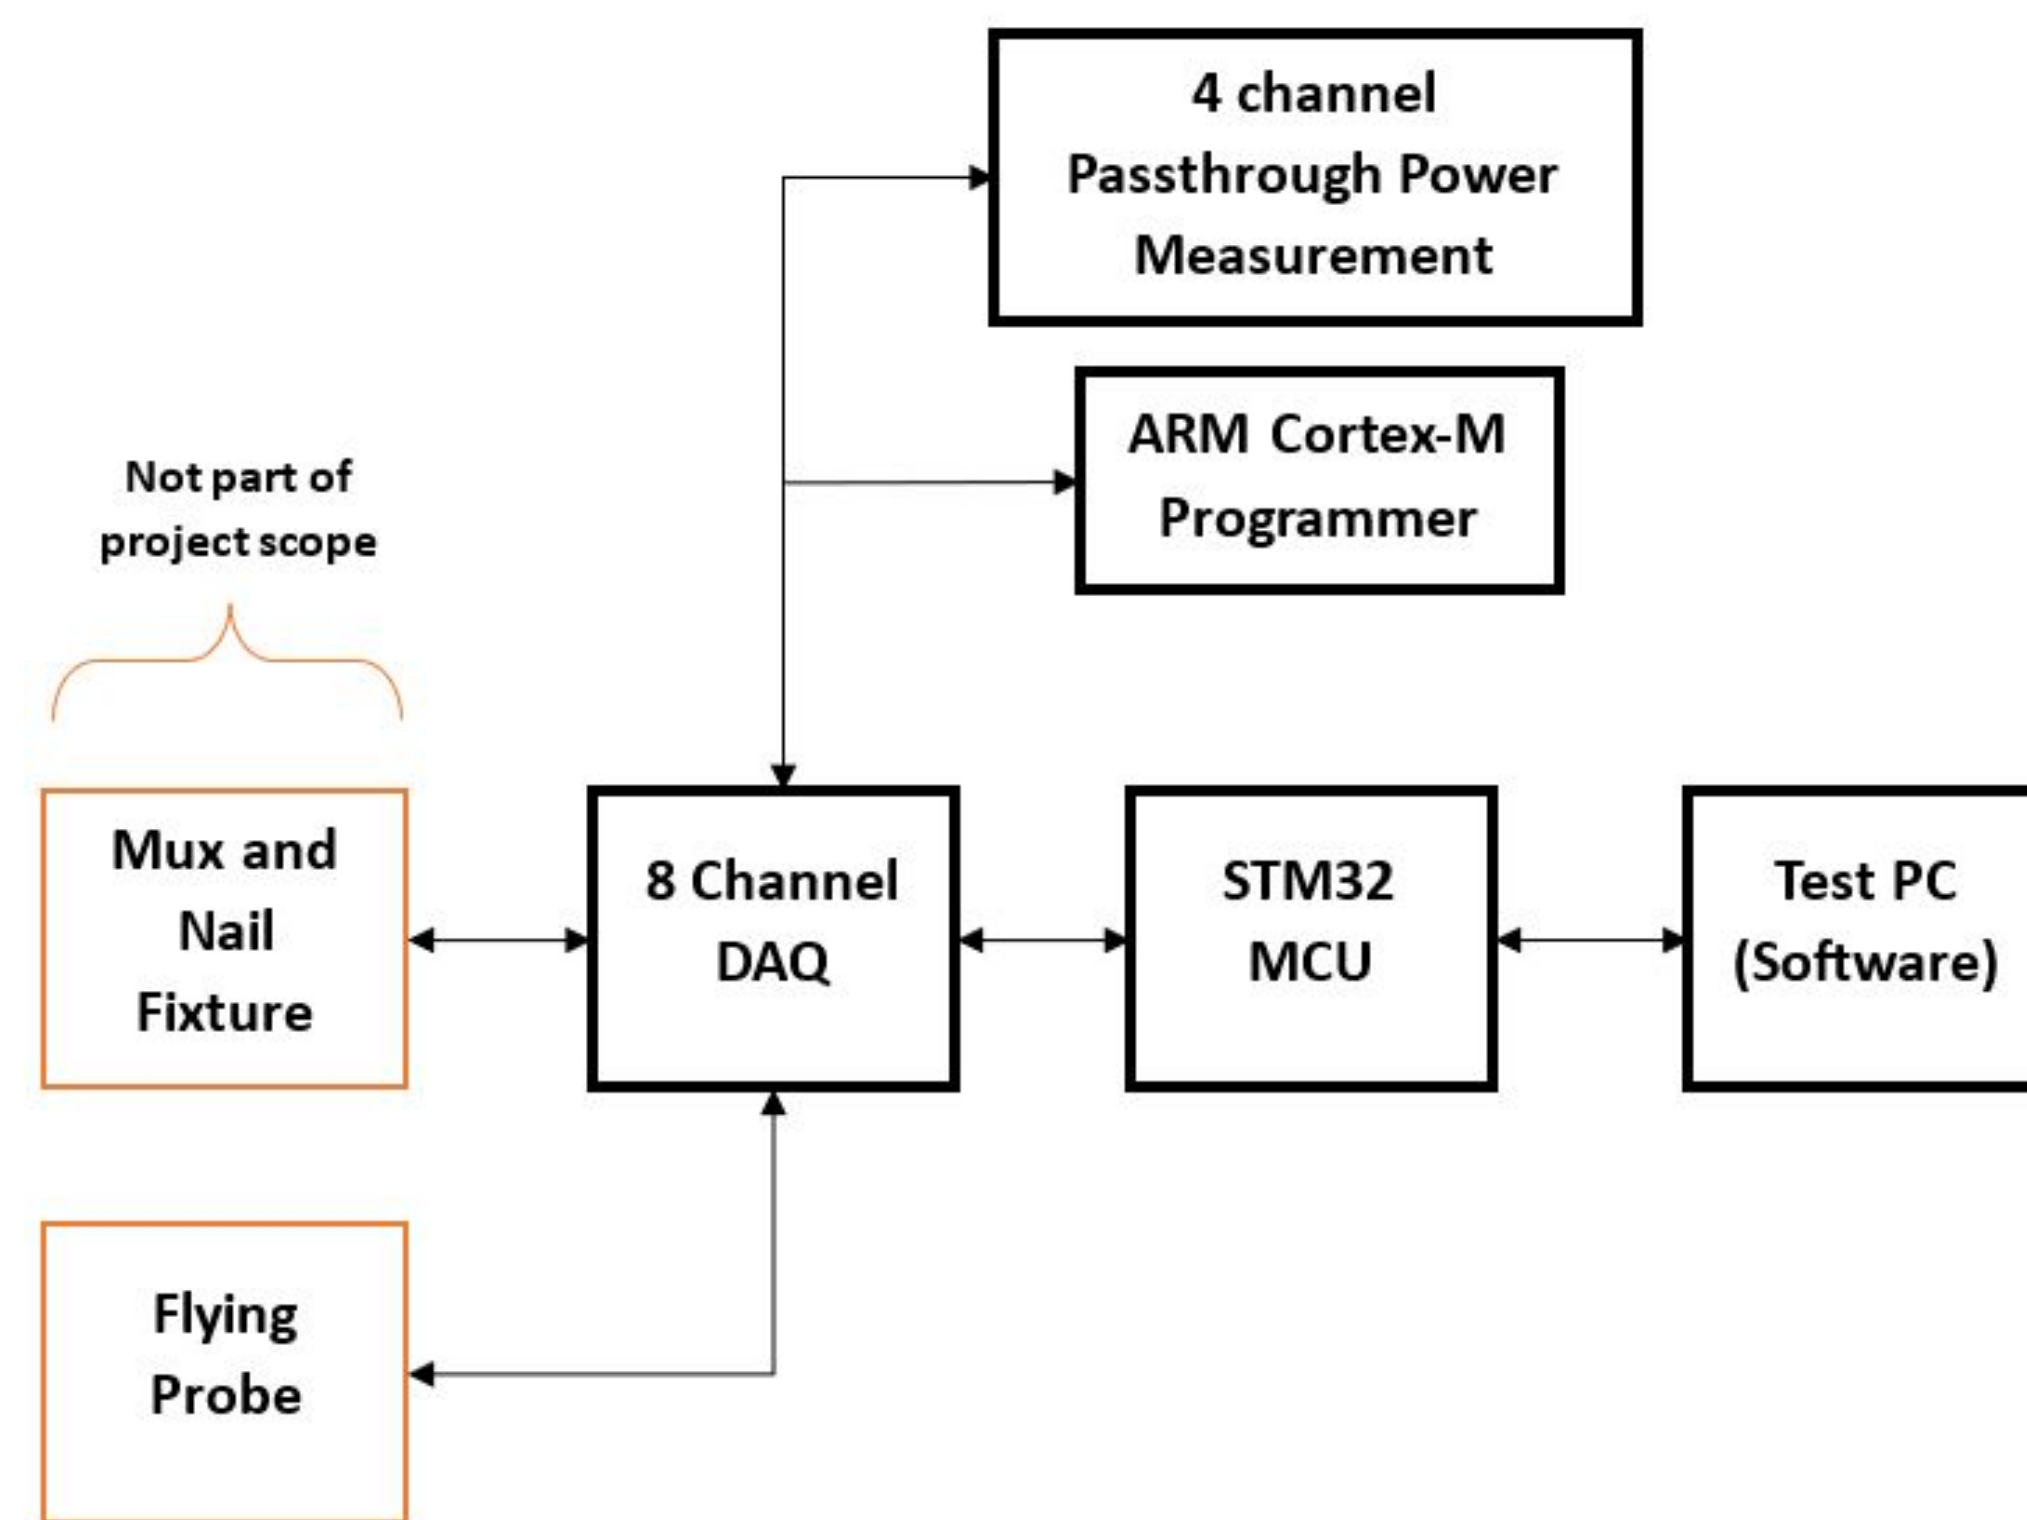 4 channel
Passthrough Power
Measurement
ARM Cortex-M
Programmer
Not part of
project scope
Mux and
Nail
Fixture
8 Channel
DAQ
STM32
MCU
Test PC
(Software)
Flying
Probe